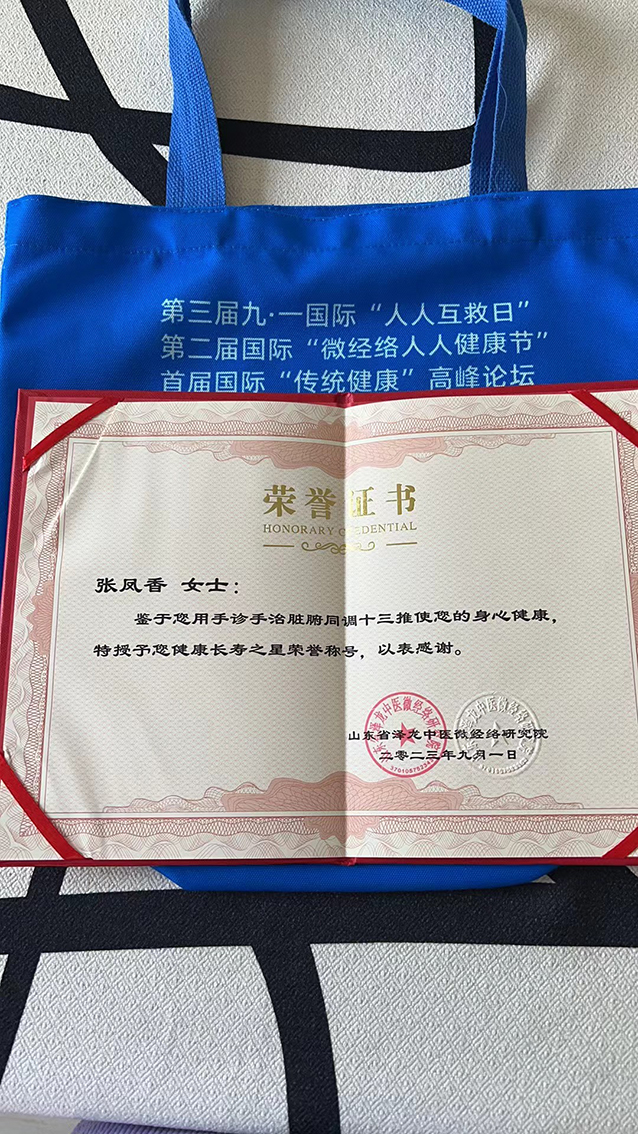 第三届九·一国际“人人互救日”
第二届国际“微经络人人健康节”
首届国际“传统健康”高峰论坛
荣誉证书
HONORARY CREDENTIAL
张凤香 女士：
鉴于您用手诊手治脏腑同调十三推使您的身心健康，
特授予您健康长寿之星荣誉称号，以表感谢。
山东省泽龙中医微经络研究院
二零二三年九月一日